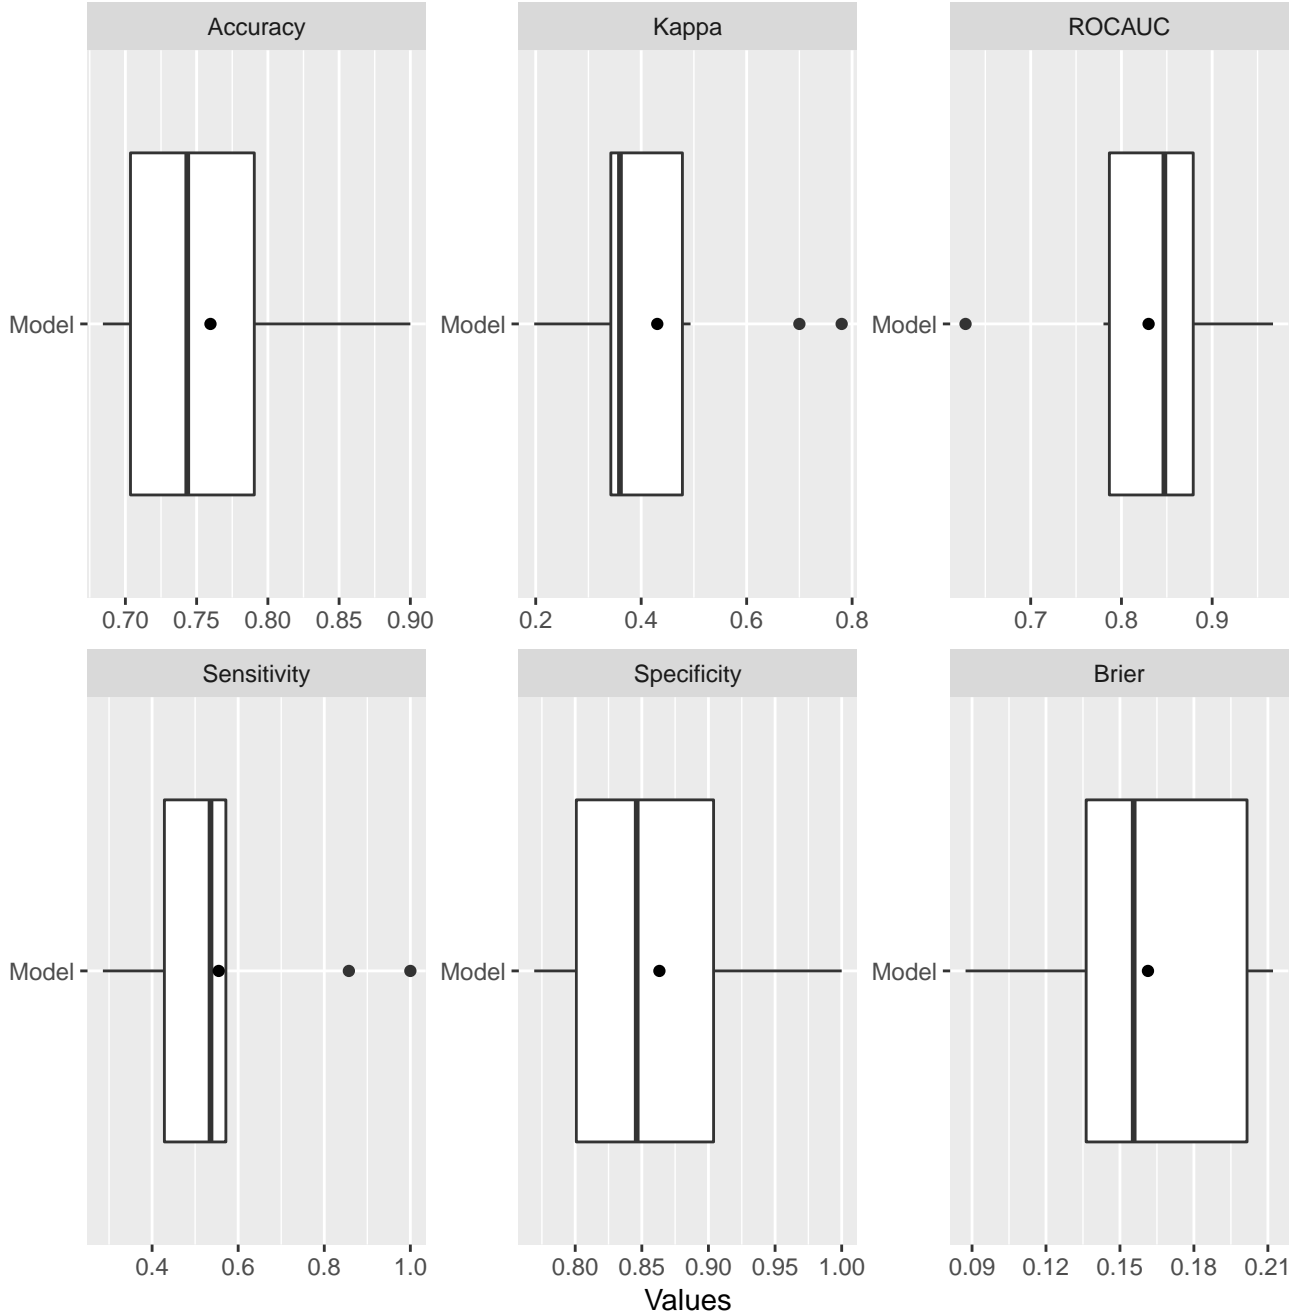 Accuracy Kappa ROCAUC
Model Model Model
0.70 0.75 0.80 0.85 0.90 0.2 0.4 0.6 0.8 0.7 0.8 0.9
Sensitivity Specificity Brier
Model Model Model
0.4 0.6 0.8 1.0 0.80 0.85 0.90 0.95 1.00 0.09 0.12 0.15 0.18 0.21
Values